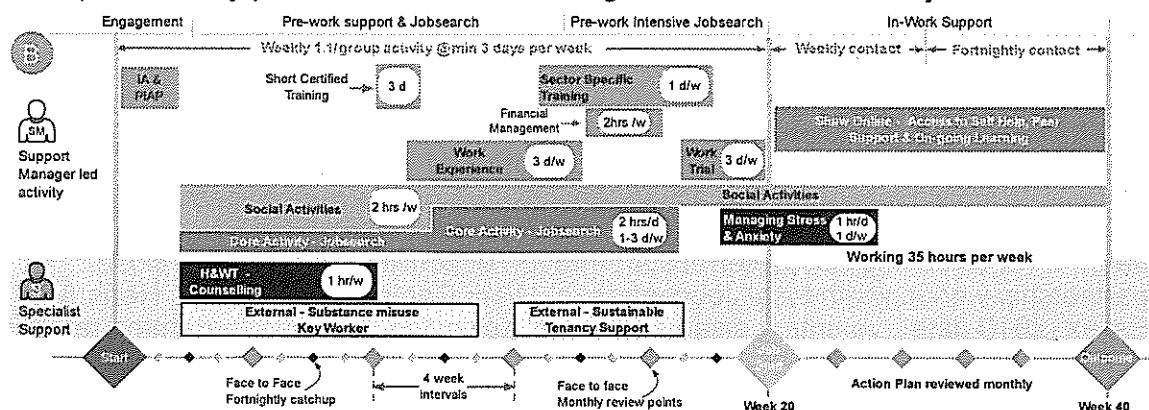 Engagement
Pre-work support & Jobsearch
Pre-work Intensive Jobsearch
In-Work Support
Weekly 1:1/group activity @min 3 days per week
Weekly contact
Fortnightly contact
IA &
PIAP
Short Certified
Training
3 d
Sector Specific
Training
1 d/w
Financial
Management
2hrs /w
Shaw Online - Access to Self Help, Peer
Support & On-going Learning
SM
Support
Manager led
activity
Work
Experience
3 d/w
Work
Trial
3 d/w
Social Activities
2 hrs /w
Social Activities
Core Activity - Jobsearch
Core Activity - Jobsearch
2 hrs/d
1-3 d/w
Managing Stress
& Anxiety
1 hr/d
1 d/w
Working 35 hours per week
H&WT -
Counselling
1 hr/w
Specialist
Support
External - Substance misuse
Key Worker
External - Sustainable
Tenancy Support
Start
Outcome
Face to Face
Fortnightly catchup
4 week
intervals
Face to face
Monthly review points
Action Plan reviewed monthly
Week 20
Week 40